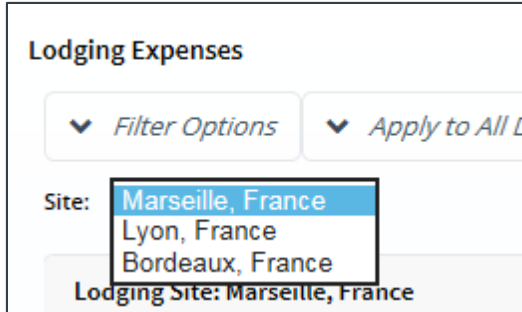 Lodging Expenses
Filter Options Apply to All
Site: Marseille, France
Lyon, France
Bordeaux, France
Lodging Site: Marseille, France